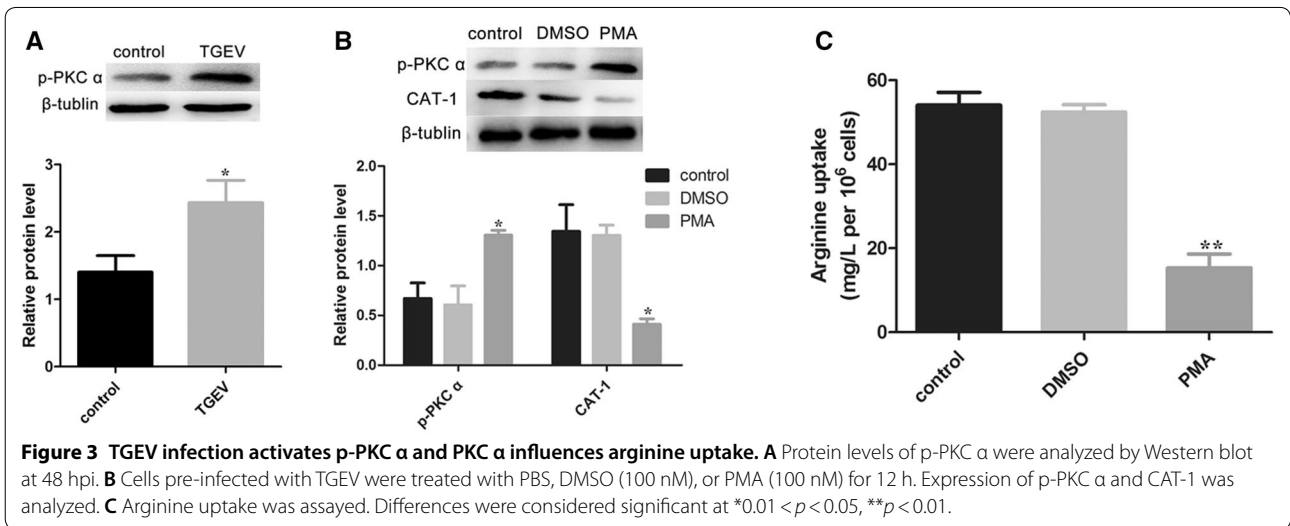 A
control TGEV
p-PKC α
β-tublin
Relative protein level
3
2
1
0
*
control
TGEV
B
control DMSO PMA
p-PKC α
CAT-1
β-tublin
Relative protein level
2.0
1.5
1.0
0.5
0.0
*
*
control
DMSO
PMA
p-PKC α
CAT-1
C
Arginine uptake
(mg/L per 10⁶ cells)
60
40
20
0
**
control
DMSO
PMA
Figure 3 TGEV infection activates p-PKC α and PKC α influences arginine uptake. A Protein levels of p-PKC α were analyzed by Western blot
at 48 hpi. B Cells pre-infected with TGEV were treated with PBS, DMSO (100 nM), or PMA (100 nM) for 12 h. Expression of p-PKC α and CAT-1 was
analyzed. C Arginine uptake was assayed. Differences were considered significant at *0.01 < p < 0.05, **p < 0.01.